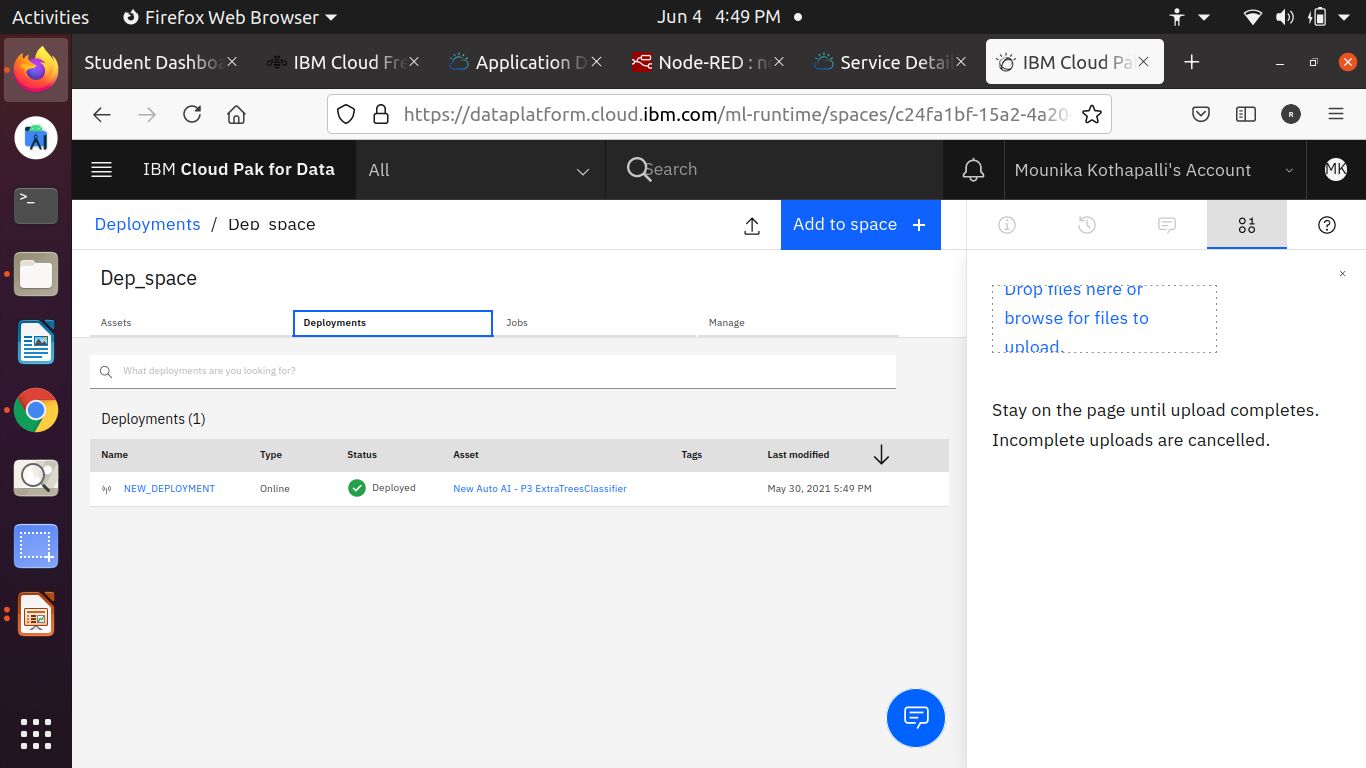 Activities Firefox Web Browser Jun 4 4:49 PM
Student Dashboa IBM Cloud Fre Application D Node-RED : n Service Detail IBM Cloud Pa
https://dataplatform.cloud.ibm.com/ml-runtime/spaces/c24fa1bf-15a2-4a20- R
IBM Cloud Pak for Data All Search Mounika Kothapalli's Account MK
Deployments / Dep_space Add to space +
Dep_space
Assets Deployments Jobs Manage
What deployments are you looking for?
Deployments (1)
Name Type Status Asset Tags Last modified
NEW_DEPLOYMENT Online Deployed New Auto AI - P3 ExtraTreesClassifier May 30, 2021 5:49 PM
Drop files here or
browse for files to
upload.
Stay on the page until upload completes.
Incomplete uploads are cancelled.